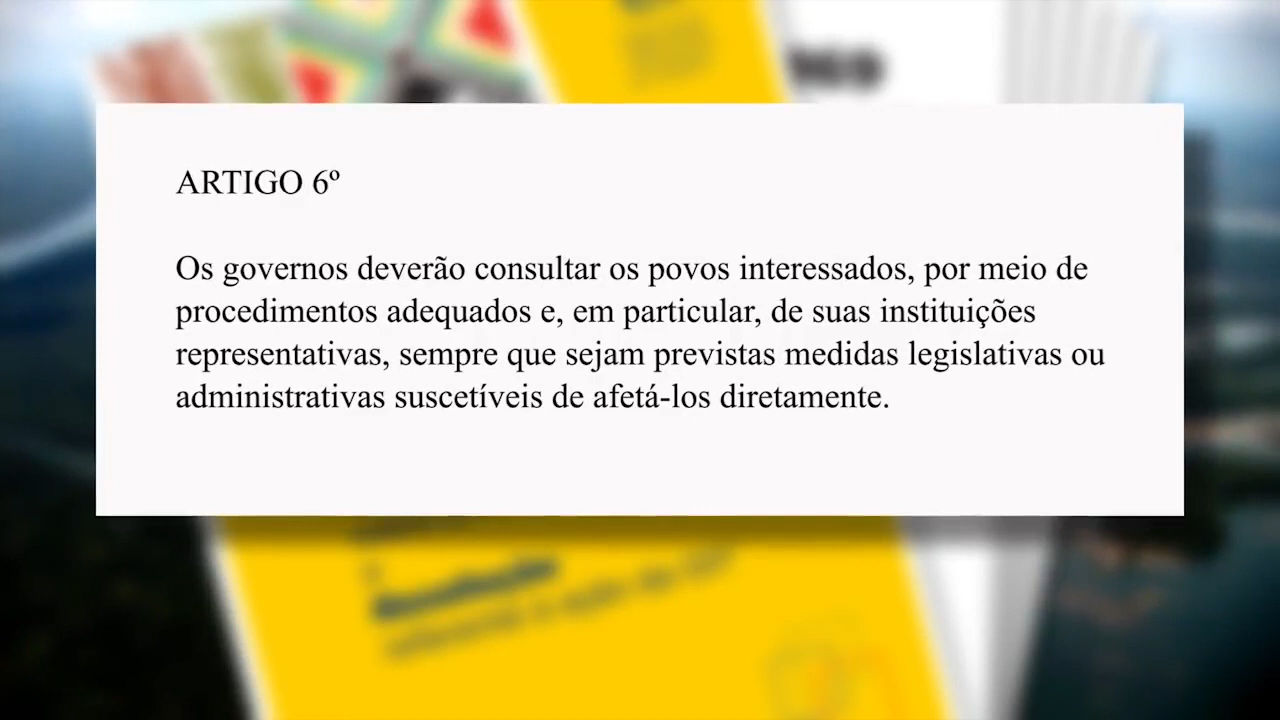 ARTIGO 6º
Os governos deverão consultar os povos interessados, por meio de
procedimentos adequados e, em particular, de suas instituições
representativas, sempre que sejam previstas medidas legislativas ou
administrativas suscetíveis de afetá-los diretamente.